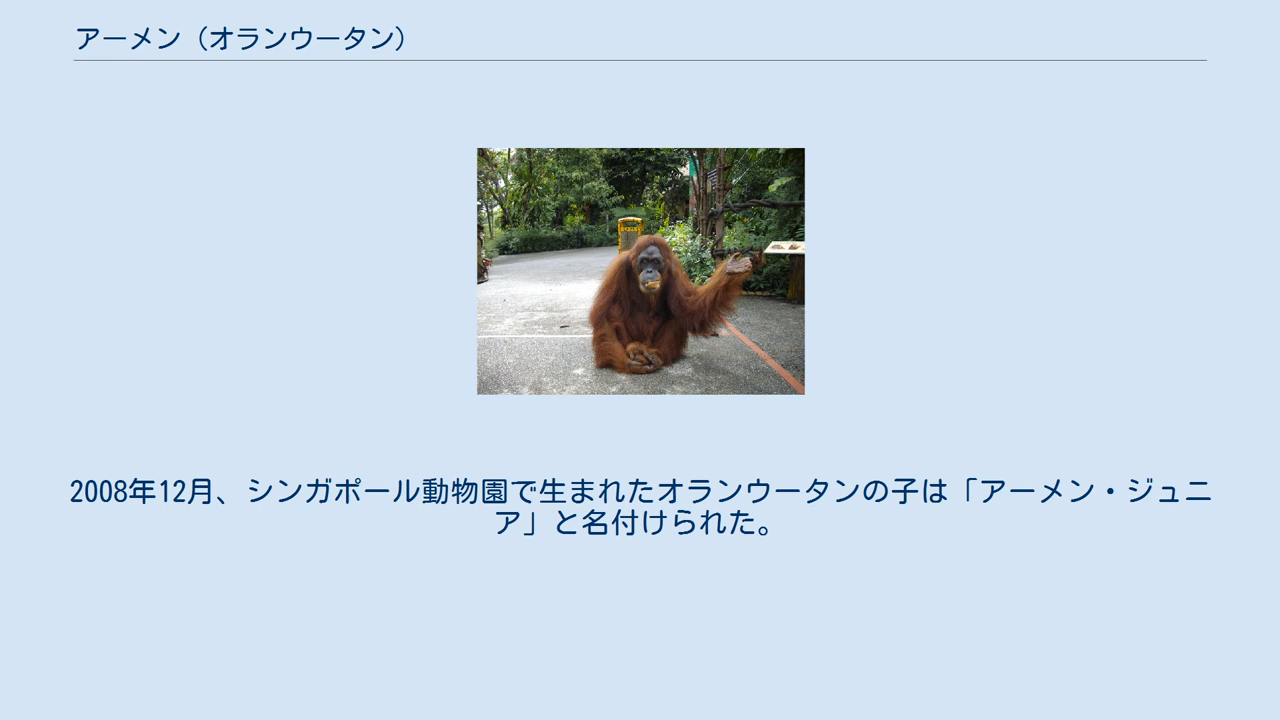 アーメン（オランウータン）
2008年12月、シンガポール動物園で生まれたオランウータンの子は「アーメン・ジュニ
ア」と名付けられた。